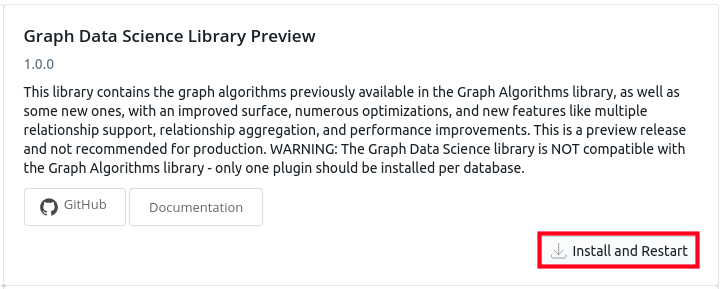 Graph Data Science Library Preview
1.0.0
This library contains the graph algorithms previously available in the Graph Algorithms library, as well as
some new ones, with an improved surface, numerous optimizations, and new features like multiple
relationship support, relationship aggregation, and performance improvements. This is a preview release
and not recommended for production. WARNING: The Graph Data Science library is NOT compatible with
the Graph Algorithms library - only one plugin should be installed per database.
GitHub Documentation
Install and Restart